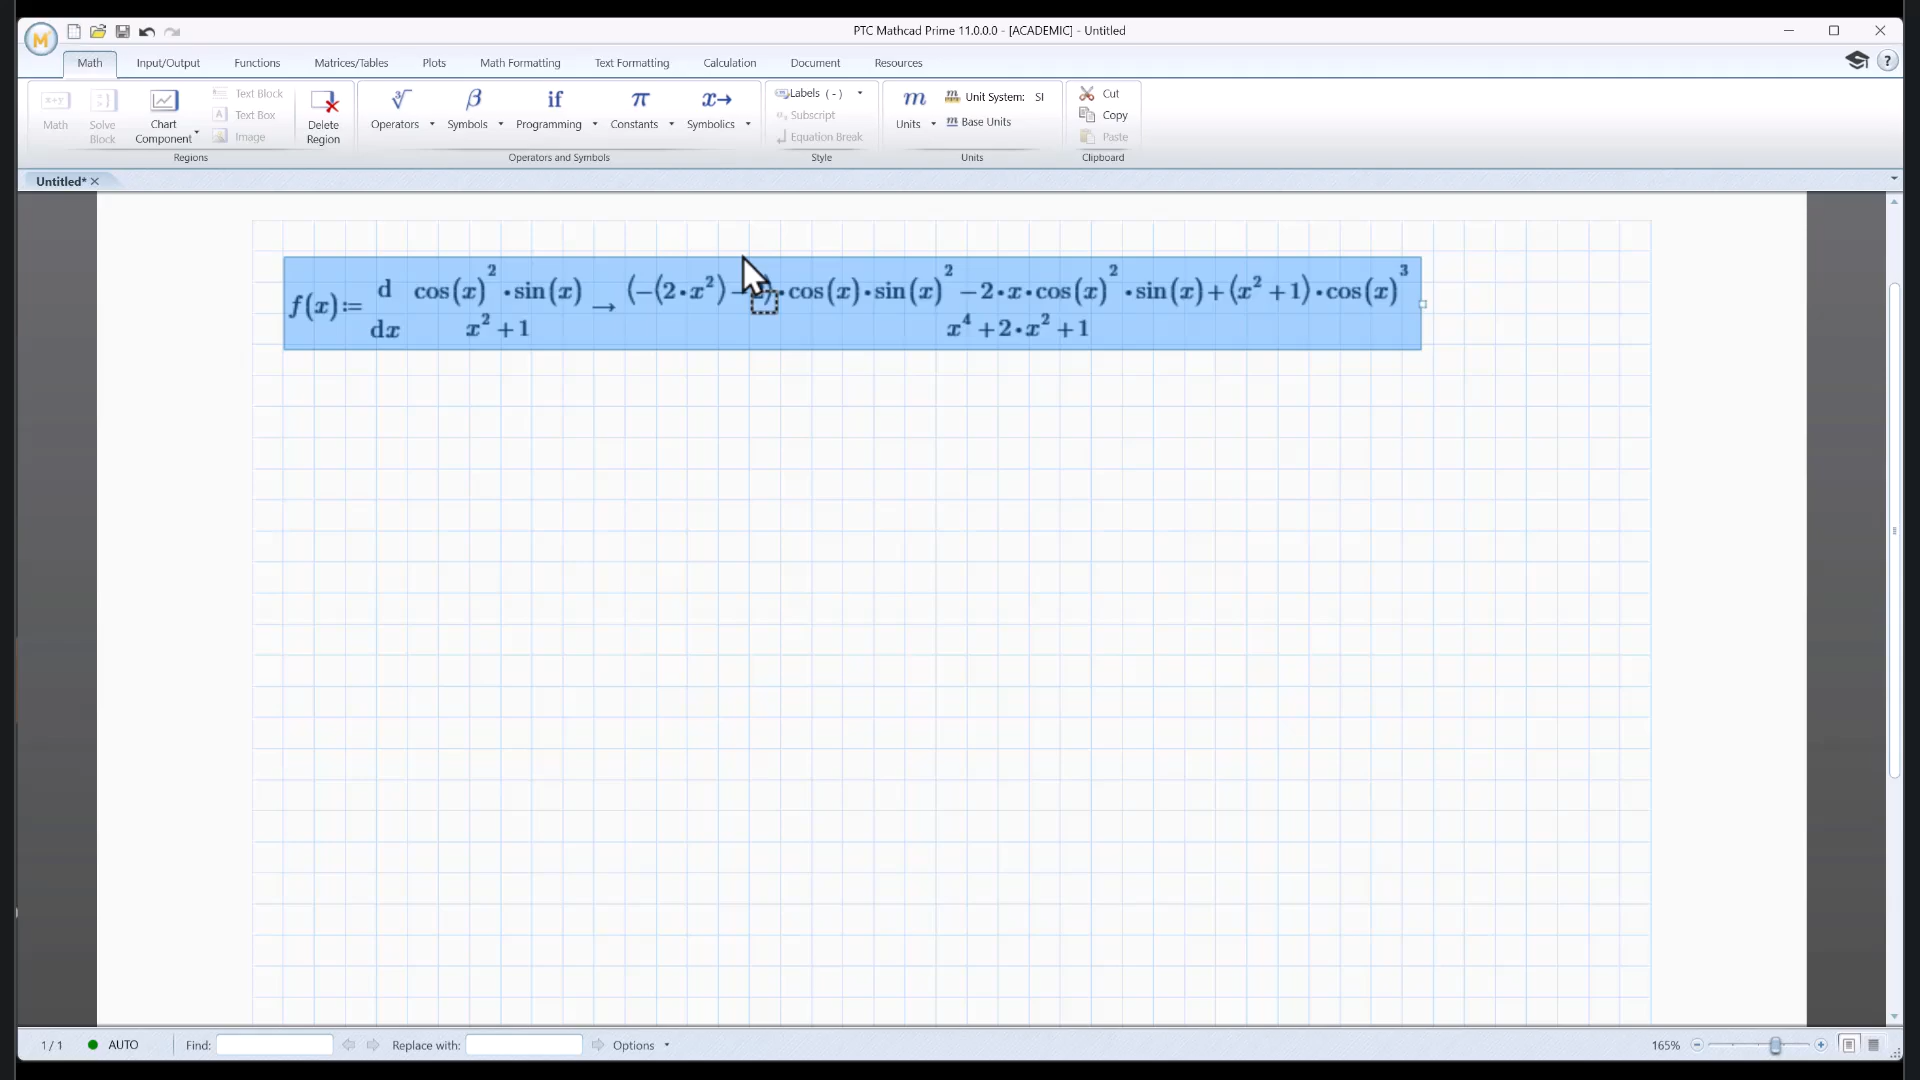 PTC Mathcad Prime 11.0.0.0 - [ACADEMIC] - Untitled
Math Input/Output Functions Matrices/Tables Plots Math Formatting Text Formatting Calculation Document Resources
Math
Solve Block
Chart Component
Text Block
Text Box
Image
Delete Region
Regions
Operators
Symbols
Programming
Constants
Symbolics
Operators and Symbols
Labels ( - )
Subscript
Equation Break
Style
Units
Unit System: SI
Base Units
Units
Cut
Copy
Paste
Clipboard
Untitled*
f(x):= d/dx (cos(x)^2·sin(x))/(x^2+1) → ((-(2·x^2)-2)·cos(x)·sin(x)^2-2·x·cos(x)^2·sin(x)+(x^2+1)·cos(x)^3)/(x^4+2·x^2+1)
1 / 1 AUTO Find: Replace with: Options 165%